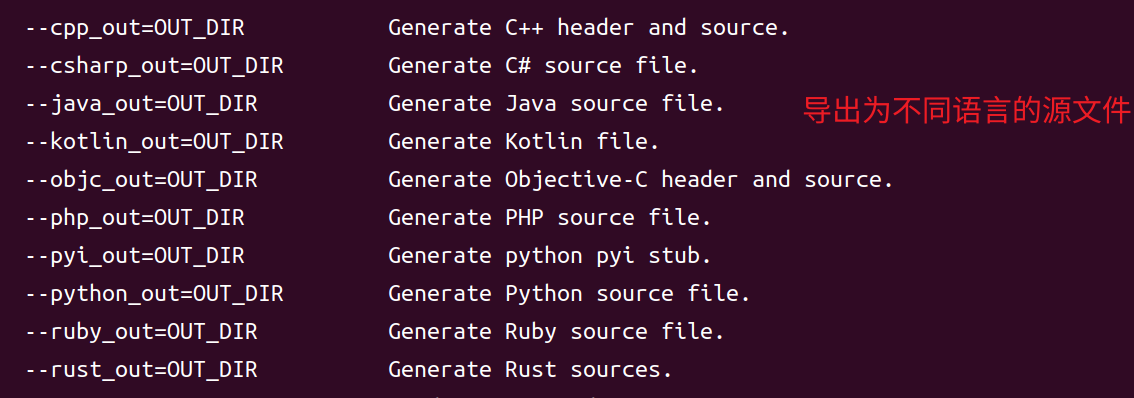 --cpp_out=OUT_DIR Generate C++ header and source.
--csharp_out=OUT_DIR Generate C# source file.
--java_out=OUT_DIR Generate Java source file.
导出为不同语言的源文件
--kotlin_out=OUT_DIR Generate Kotlin file.
--objc_out=OUT_DIR Generate Objective-C header and source.
--php_out=OUT_DIR Generate PHP source file.
--pyi_out=OUT_DIR Generate python pyi stub.
--python_out=OUT_DIR Generate Python source file.
--ruby_out=OUT_DIR Generate Ruby source file.
--rust_out=OUT_DIR Generate Rust sources.